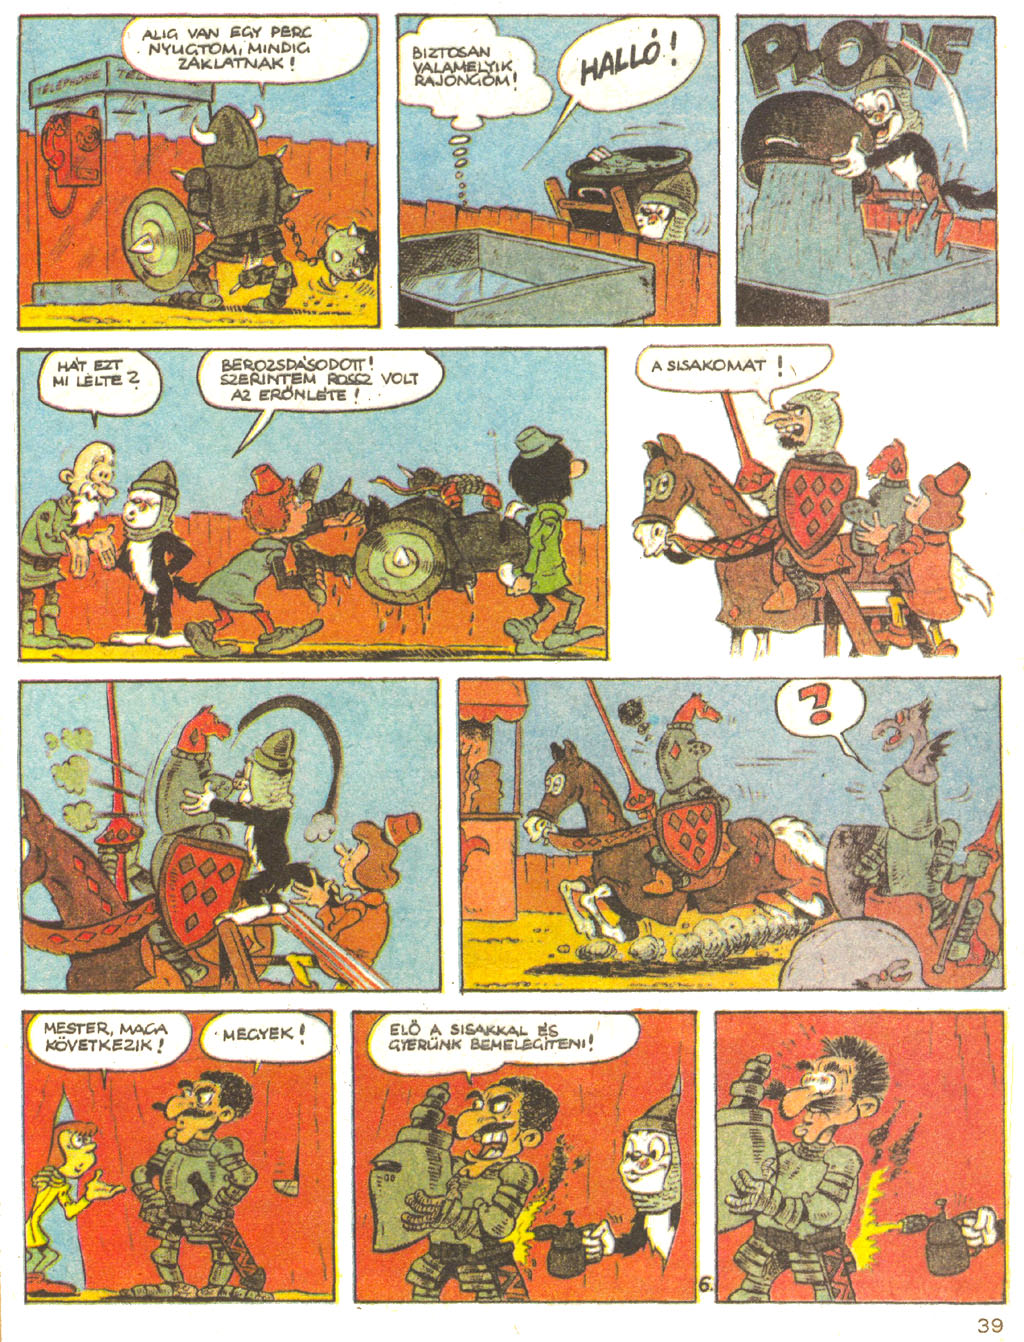 ALIG VAN EGY PERC
NYUGTOM, MINDIG
ZAKLATNAK!
TELEPHONE
BIZTOSAN
VALAMELYIK
RAJONGÓM!
HALLÓ!
PLOUF
HÁT EZT
MI LELTE?
BEROZSDÁSODOTT!
SZERINTEM ROSSZ VOLT
AZ ERŐNLÉTE!
A SISAKOMAT!
?
MESTER, MAGA
KÖVETKEZIK!
MEGYEK!
ELŐ A SISAKKAL ÉS
GYERÜNK BEMELEGÍTENI!
6.
39